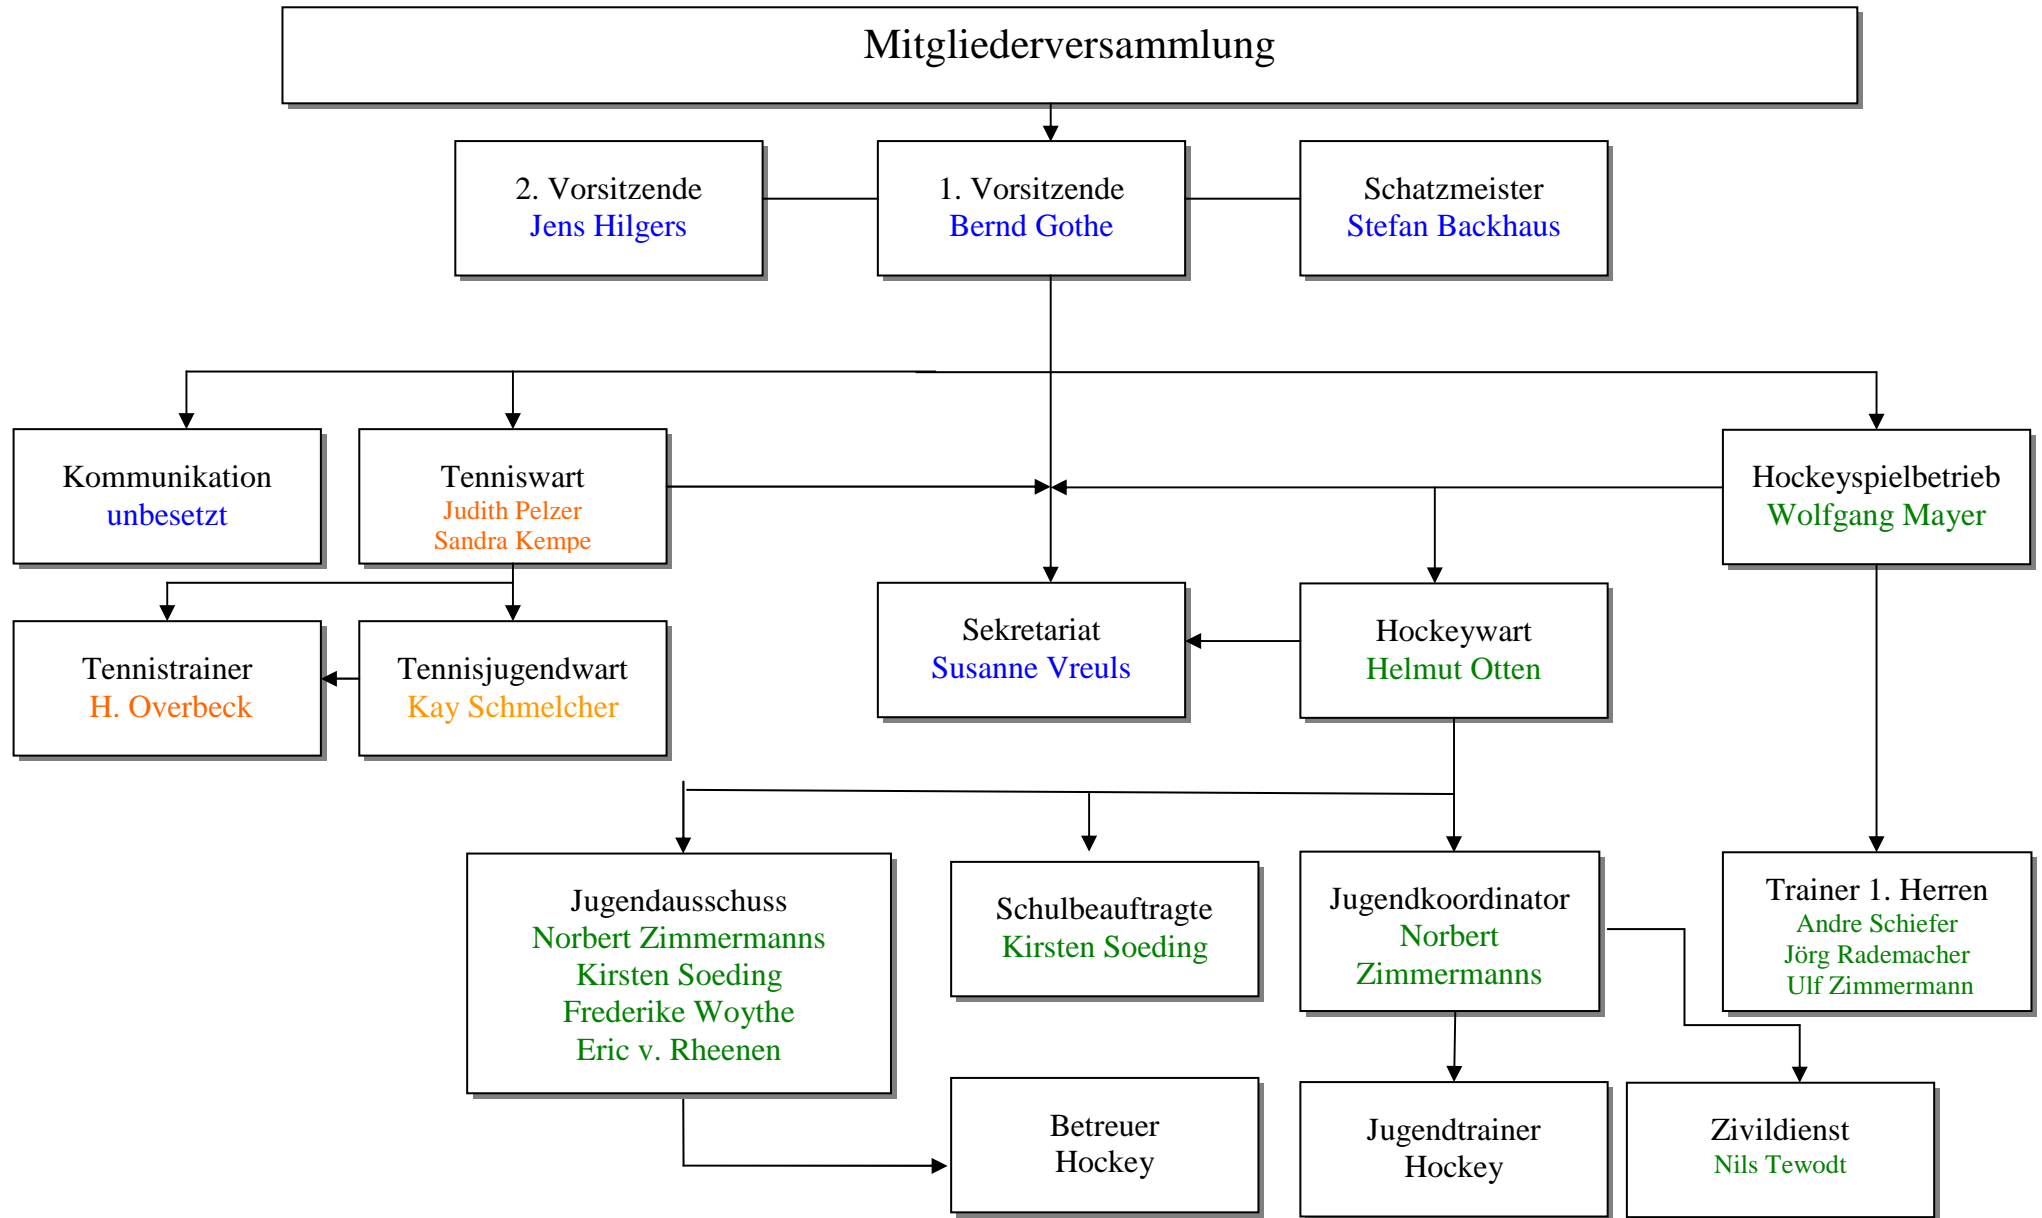 Mitgliederversammlung
2. Vorsitzende
Jens Hilgers
1. Vorsitzende
Bernd Gothe
Schatzmeister
Stefan Backhaus
Kommunikation
unbesetzt
Tenniswart
Judith Pelzer
Sandra Kempe
Hockeyspielbetrieb
Wolfgang Mayer
Tennistrainer
H. Overbeck
Tennisjugendwart
Kay Schmelcher
Sekretariat
Susanne Vreuls
Hockeywart
Helmut Otten
Jugendausschuss
Norbert Zimmermanns
Kirsten Soeding
Frederike Woythe
Eric v. Rheenen
Schulbeauftragte
Kirsten Soeding
Jugendkoordinator
Norbert
Zimmermanns
Trainer 1. Herren
Andre Schiefer
Jörg Rademacher
Ulf Zimmermann
Betreuer
Hockey
Jugendtrainer
Hockey
Zivildienst
Nils Tewodt